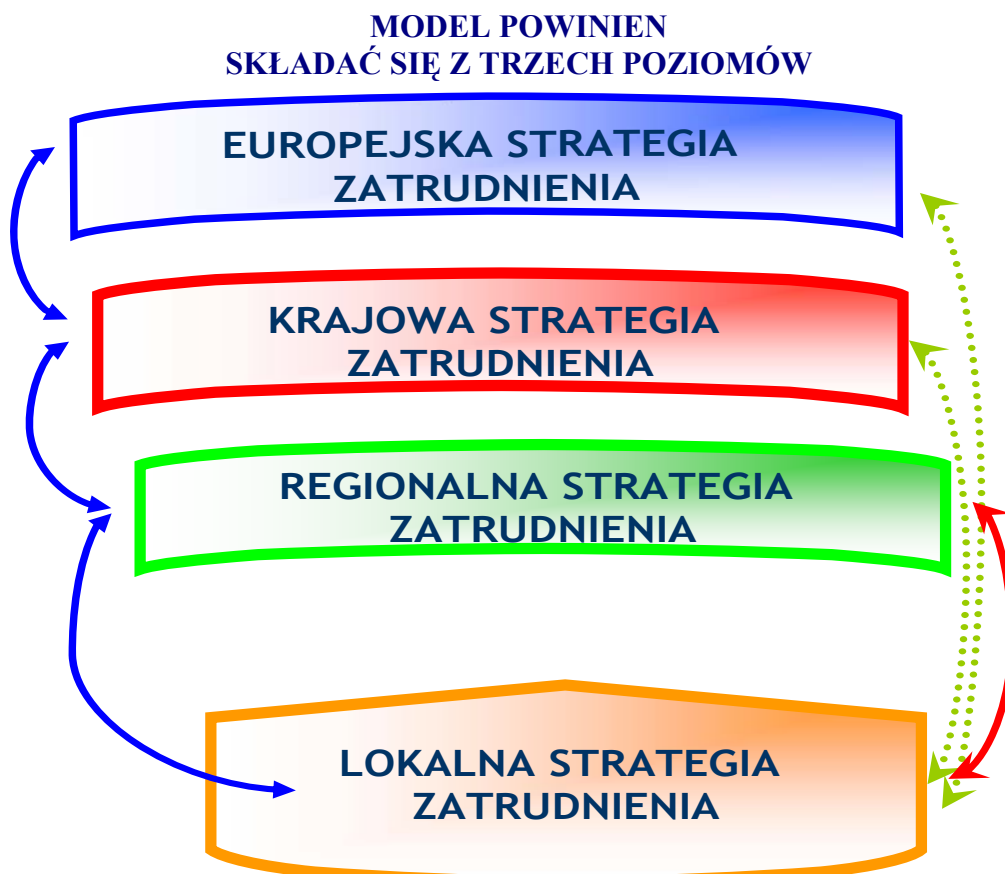 MODEL POWINIEN
SKŁADAĆ SIĘ Z TRZECH POZIOMÓW
EUROPEJSKA STRATEGIA
ZATRUDNIENIA
KRAJOWA STRATEGIA
ZATRUDNIENIA
REGIONALNA STRATEGIA
ZATRUDNIENIA
LOKALNA STRATEGIA
ZATRUDNIENIA